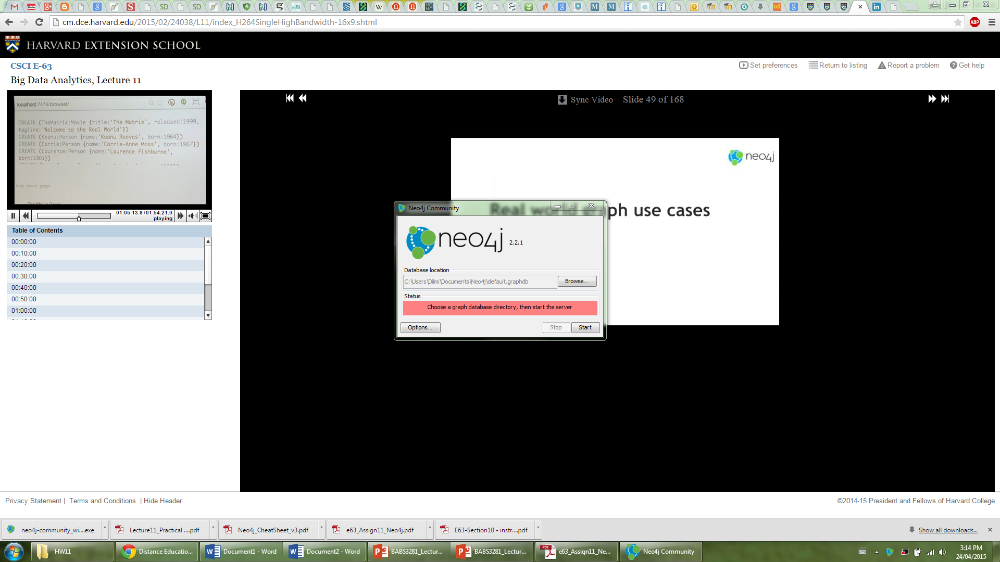 cm.dce.harvard.edu/2015/02/24038/L11/index_H264SingleHighBandwidth-16x9.shtml
ABP
HARVARD EXTENSION SCHOOL
CSCI E-63
Set preferences
Return to listing
Report a problem
Get help
Big Data Analytics, Lecture 11
localhost:7474/browser/
CREATE (TheMatrix:Movie {title:'The Matrix', released:1999,
tagline:'Welcome to the Real World'})
CREATE (Keanu:Person {name:'Keanu Reeves', born:1964})
CREATE (Carrie:Person {name:'Carrie-Anne Moss', born:1967})
CREATE (Laurence:Person {name:'Laurence Fishburne',
born:1961})
play movie graph
The Movie Graph
01:05:13.8 /01:54:21.0
playing
Table of Contents
00:00:00
00:10:00
00:20:00
00:30:00
00:40:00
00:50:00
01:00:00
Sync Video
Slide 49 of 168
neo4j
Real world graph use cases
Neo4j Community
neo4j 2.2.1
Database location
C:\Users\Dilmi\Documents\Neo4j\default.graphdb
Browse...
Status
Choose a graph database directory, then start the server
Options...
Stop
Start
Privacy Statement | Terms and Conditions | Hide Header
©2014-15 President and Fellows of Harvard College
neo4j-community_wi....exe
Lecture11_Practical ....pdf
Neo4j_CheatSheet_v3.pdf
e63_Assign11_Neo4j.pdf
E63-Section10 - instr....pdf
Show all downloads...
HW11
Distance Educatio...
Document1 - Word
Document2 - Word
BABS3281_Lectur...
BABS3281_Lectur...
e63_Assign11_Ne...
Neo4j Community
3:14 PM
24/04/2015